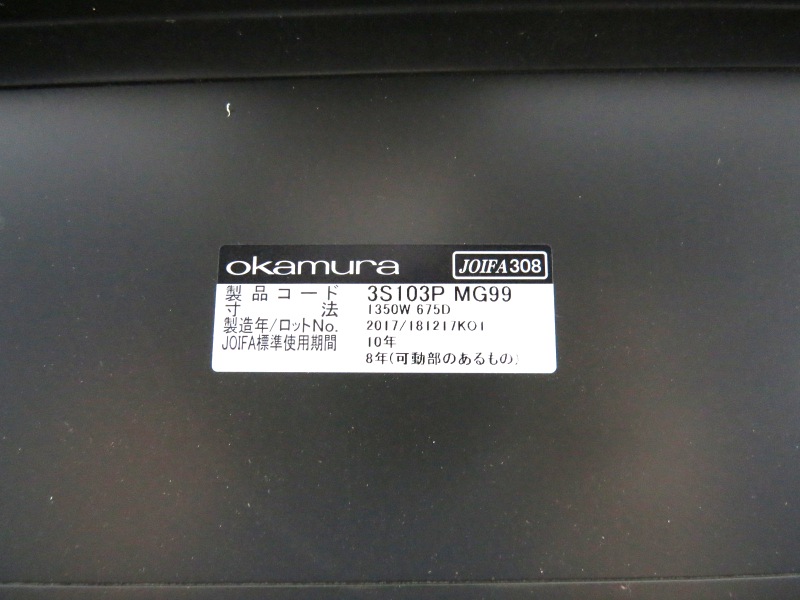 okamura JOIFA308
製品コード 3S103P MG99
寸法 1350W 675D
製造年/ロットNo. 2017/181217K01
JOIFA標準使用期間 10年
8年(可動部のあるもの)